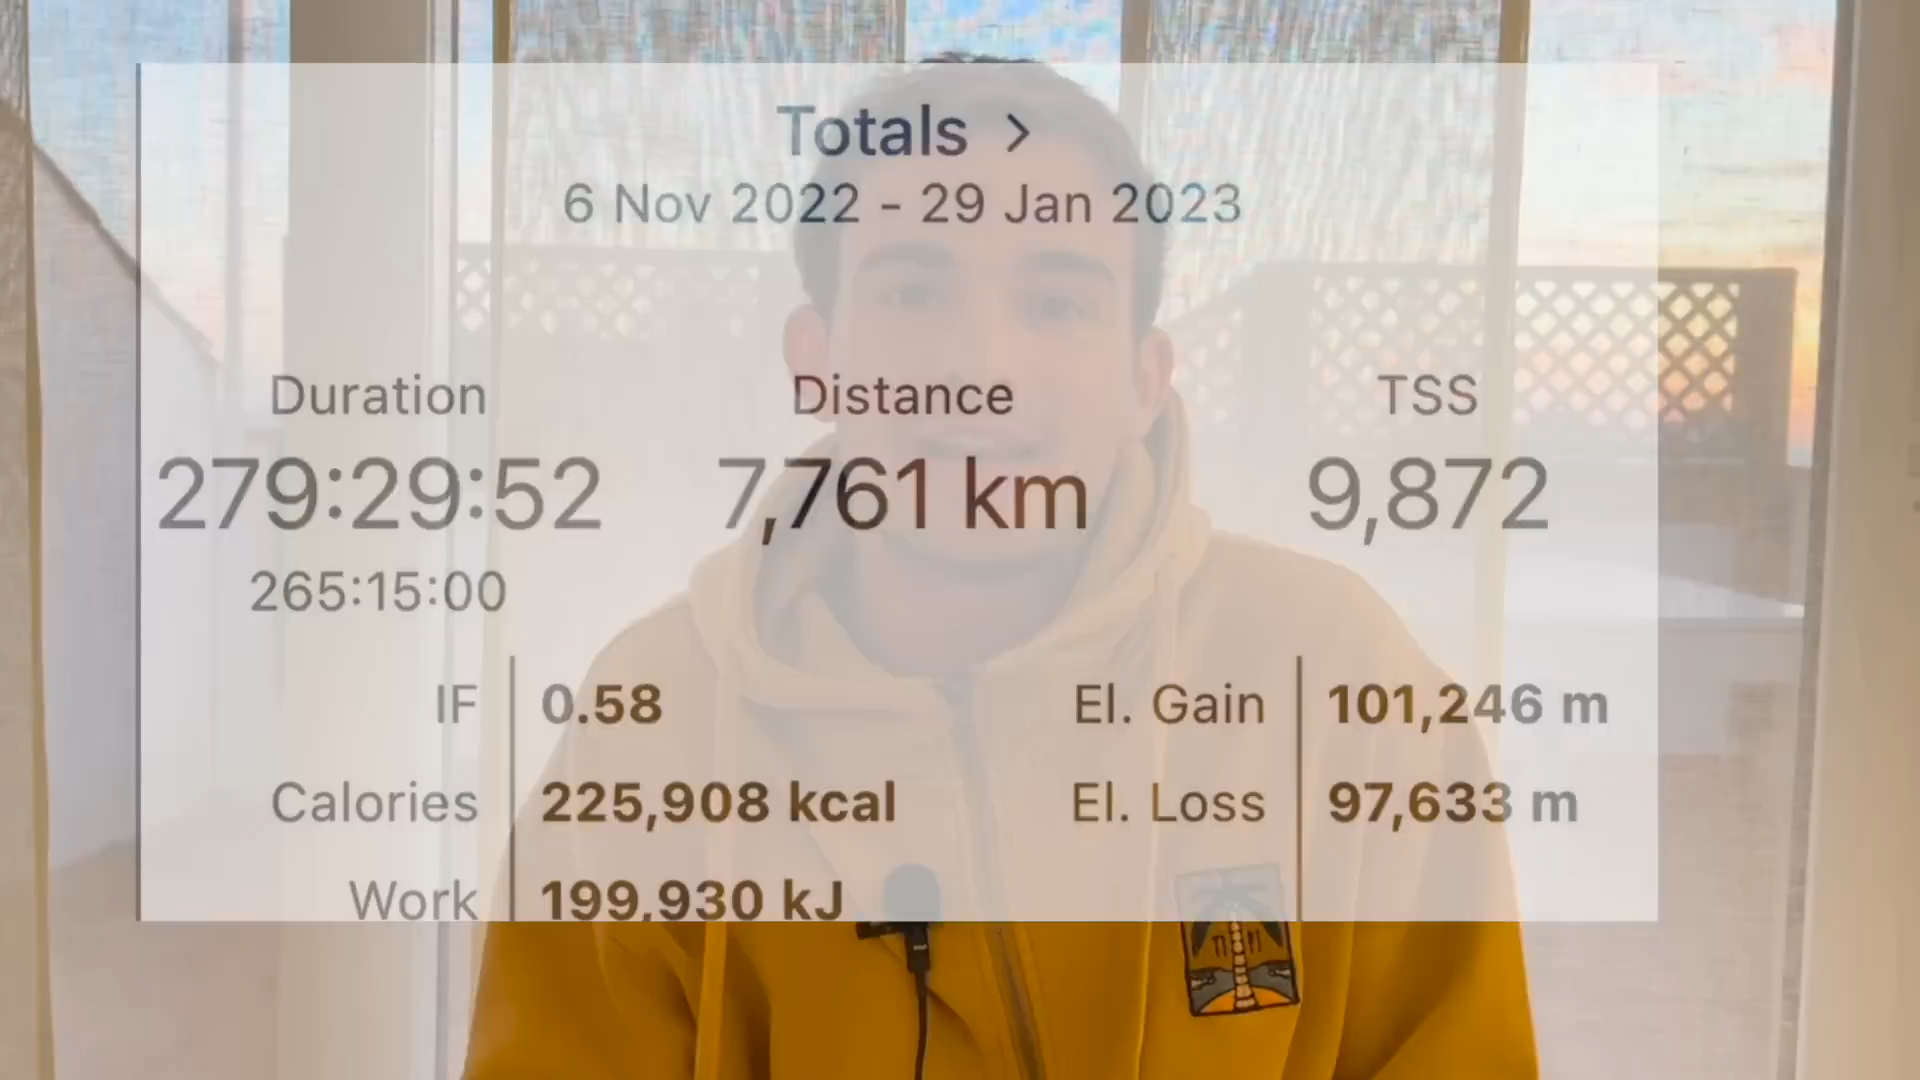 Totals >
6 Nov 2022 - 29 Jan 2023
Duration Distance TSS
279:29:52 7,761 km 9,872
265:15:00
IF 0.58 El. Gain 101,246 m
Calories 225,908 kcal El. Loss 97,633 m
Work 199,930 kJ